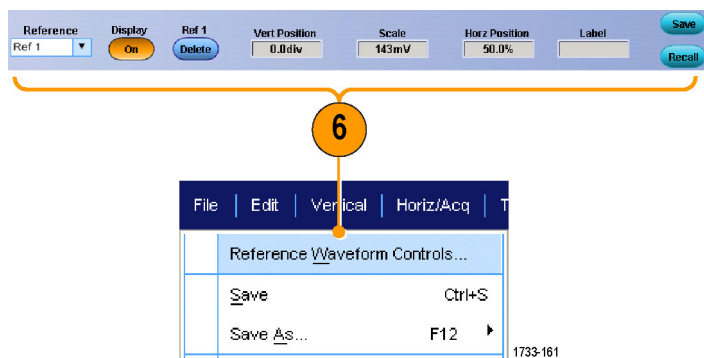 Reference Display Ref 1 Vert Position Scale Horz Position Label Save
Ref 1 On Delete 0.0div 143mV 50.0% Recall
6
File Edit Vertical Horiz/Acq T
Reference Waveform Controls...
Save Ctrl+S
Save As... F12
1733-161